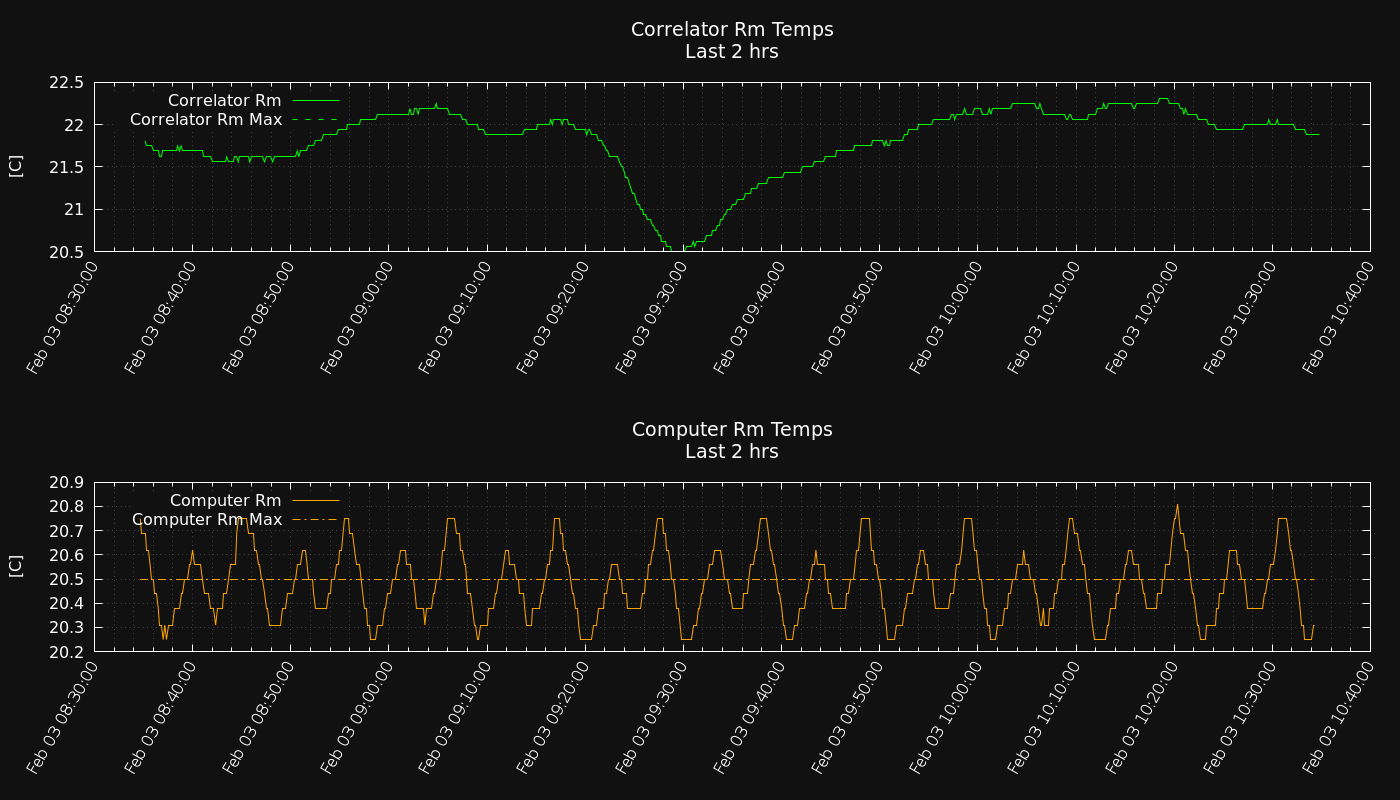 Correlator Rm Temps
Last 2 hrs
22.5
22
21.5
21
20.5
[C]
Correlator Rm
Correlator Rm Max
Feb 03 08:30:00
Feb 03 08:40:00
Feb 03 08:50:00
Feb 03 09:00:00
Feb 03 09:10:00
Feb 03 09:20:00
Feb 03 09:30:00
Feb 03 09:40:00
Feb 03 09:50:00
Feb 03 10:00:00
Feb 03 10:10:00
Feb 03 10:20:00
Feb 03 10:30:00
Feb 03 10:40:00
Computer Rm Temps
Last 2 hrs
20.9
20.8
20.7
20.6
20.5
20.4
20.3
20.2
[C]
Computer Rm
Computer Rm Max
Feb 03 08:30:00
Feb 03 08:40:00
Feb 03 08:50:00
Feb 03 09:00:00
Feb 03 09:10:00
Feb 03 09:20:00
Feb 03 09:30:00
Feb 03 09:40:00
Feb 03 09:50:00
Feb 03 10:00:00
Feb 03 10:10:00
Feb 03 10:20:00
Feb 03 10:30:00
Feb 03 10:40:00